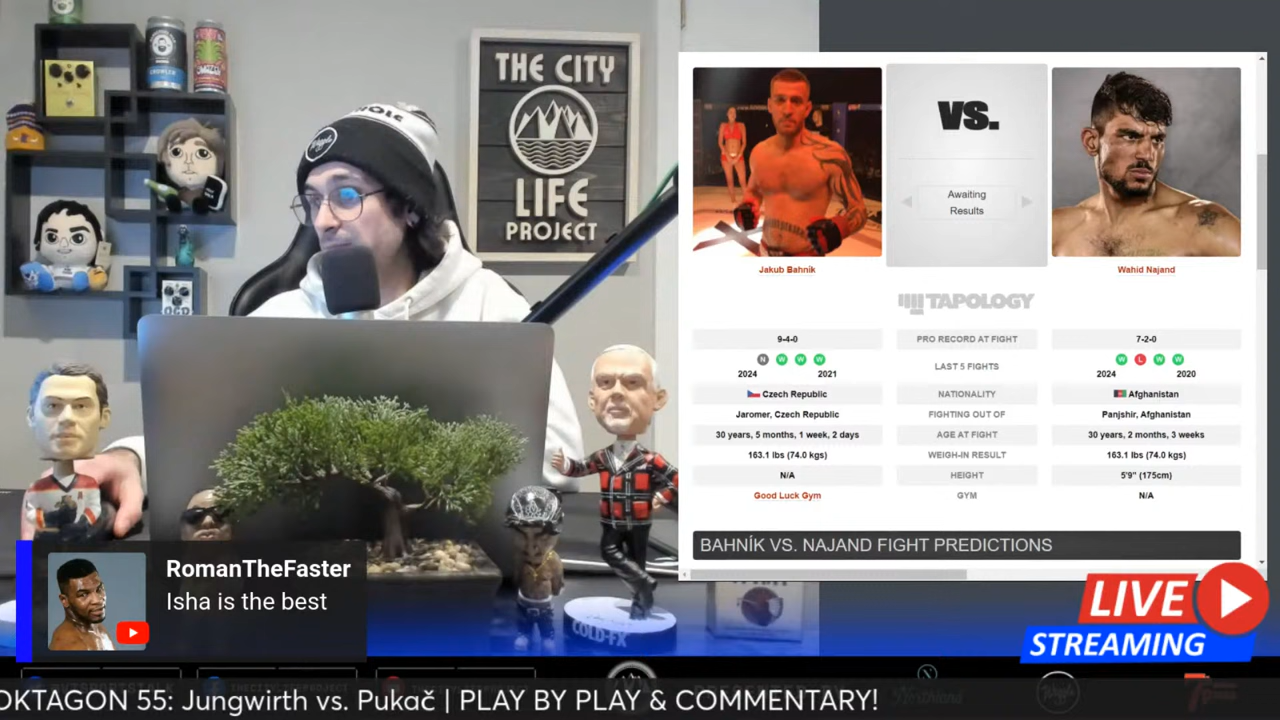 THE CITY
LIFE
PROJECT
VS.
Awaiting
Results
Jakub Bahník
Wahid Najand
TAPOLOGY
9-4-0
PRO RECORD AT FIGHT
7-2-0
N W W W
LAST 5 FIGHTS
W L W W
2024
2021
2024
2020
Czech Republic
NATIONALITY
Afghanistan
Jaromer, Czech Republic
FIGHTING OUT OF
Panjshir, Afghanistan
30 years, 5 months, 1 week, 2 days
AGE AT FIGHT
30 years, 2 months, 3 weeks
163.1 lbs (74.0 kgs)
WEIGH-IN RESULT
163.1 lbs (74.0 kgs)
N/A
HEIGHT
5'9" (175cm)
Good Luck Gym
GYM
N/A
BAHNÍK VS. NAJAND FIGHT PREDICTIONS
RomanTheFaster
Isha is the best
COLD-FX
LIVE
STREAMING
OKTAGON 55: Jungwirth vs. Pukač | PLAY BY PLAY & COMMENTARY!